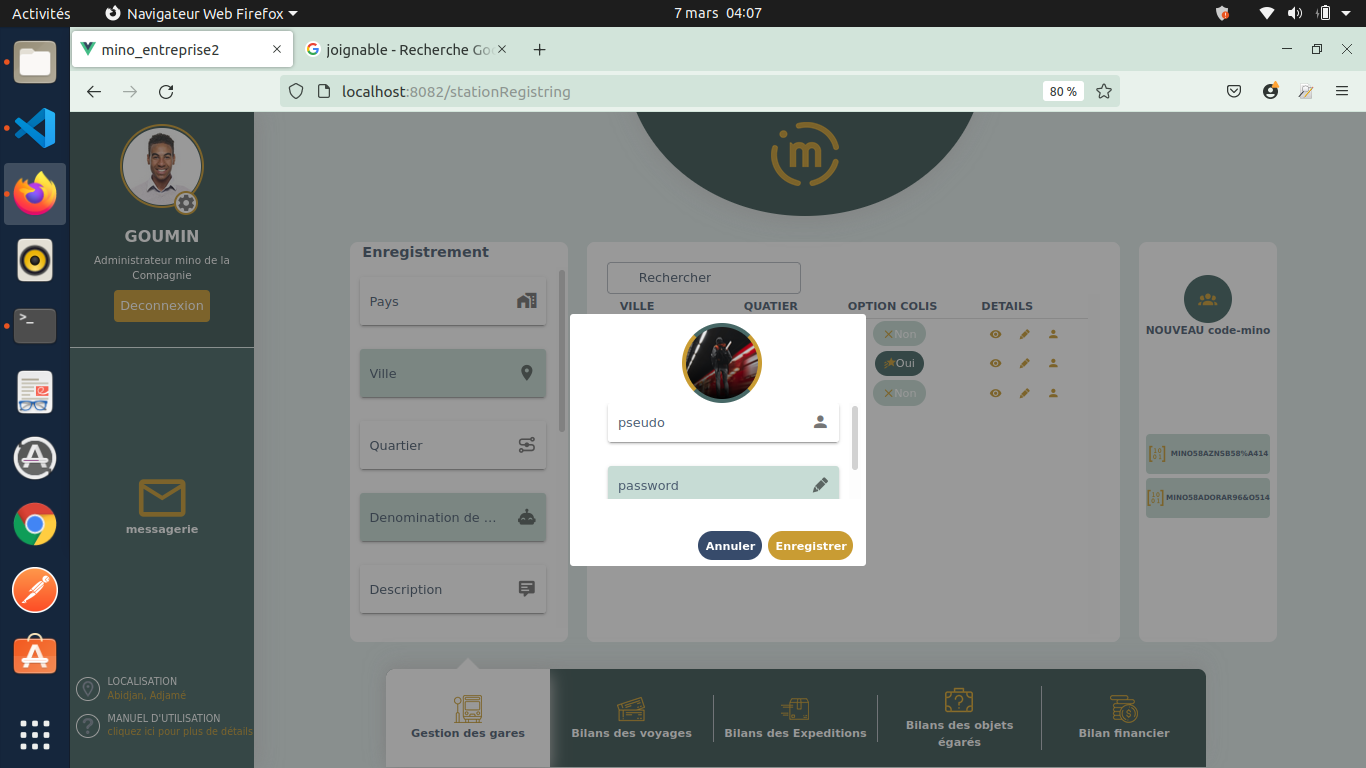 Activités
Navigateur Web Firefox
7 mars 04:07
mino_entreprise2
joignable - Recherche Goo
localhost:8082/stationRegistring
80 %
m
GOUMIN
Administrateur mino de la
Compagnie
Deconnexion
messagerie
LOCALISATION
Abidjan, Adjamé
MANUEL D'UTILISATION
cliquez ici pour plus de détails
Enregistrement
Pays
Ville
Quartier
Denomination de ...
Description
Rechercher
VILLE QUATIER OPTION COLIS DETAILS
Non
Oui
Non
pseudo
password
Annuler Enregistrer
NOUVEAU code-mino
MINO58AZNSB58%A414
MINO58ADORAR96&O514
Gestion des gares
Bilans des voyages
Bilans des Expeditions
Bilans des objets
égarés
Bilan financier